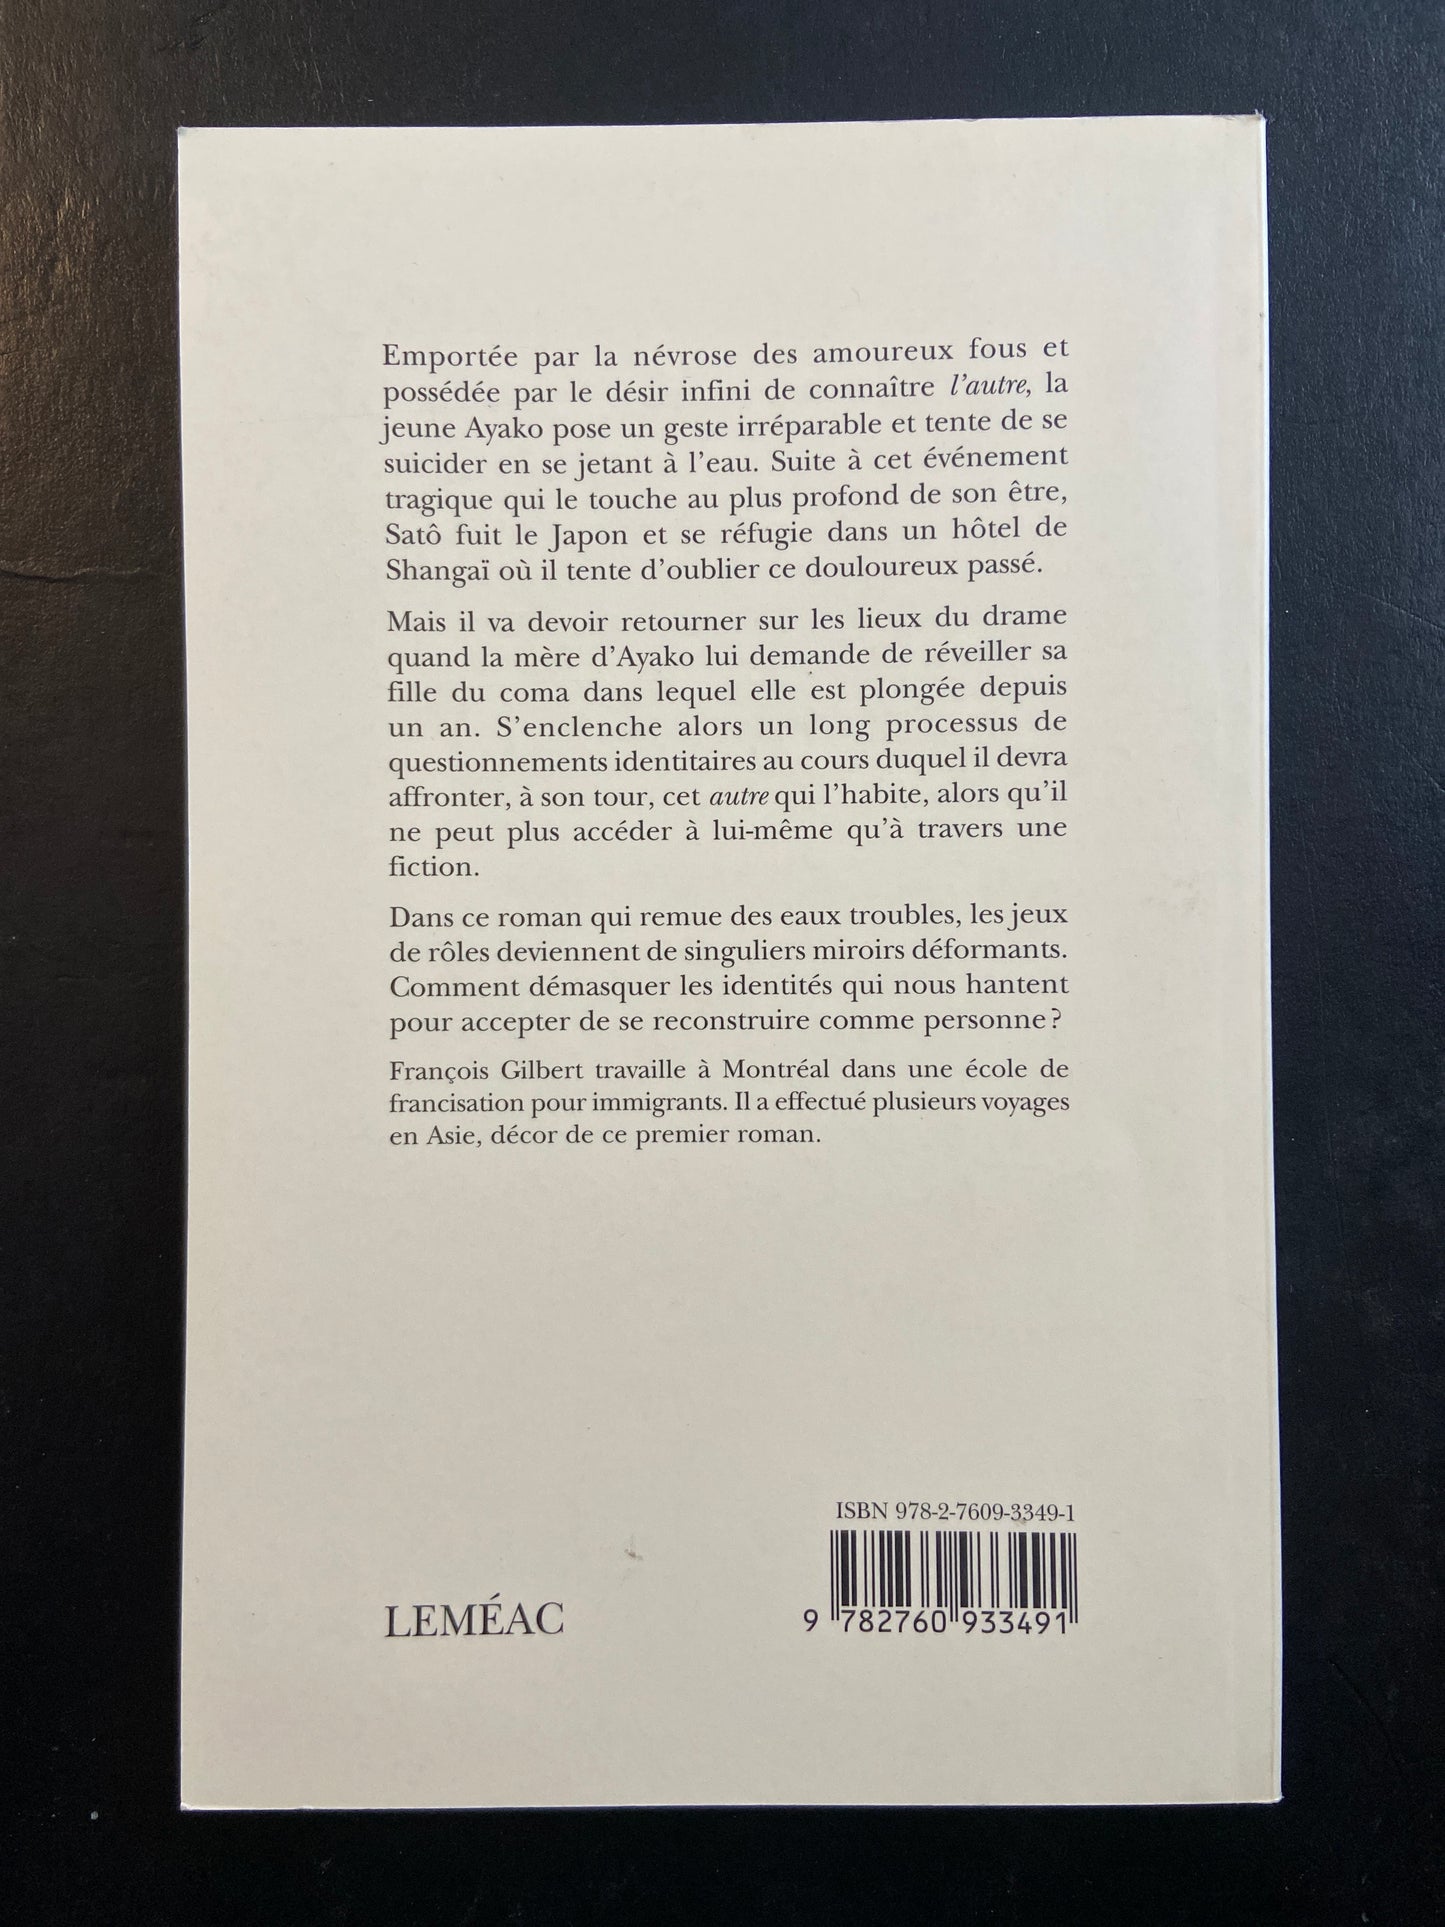 Emportée par la névrose des amoureux fous et
possédée par le désir infini de connaître l'autre, la
jeune Ayako pose un geste irréparable et tente de se
suicider en se jetant à l'eau. Suite à cet événement
tragique qui le touche au plus profond de son être,
Satô fuit le Japon et se réfugie dans un hôtel de
Shangaï où il tente d'oublier ce douloureux passé.
Mais il va devoir retourner sur les lieux du drame
quand la mère d'Ayako lui demande de réveiller sa
fille du coma dans lequel elle est plongée depuis
un an. S'enclenche alors un long processus de
questionnements identitaires au cours duquel il devra
affronter, à son tour, cet autre qui l'habite, alors qu'il
ne peut plus accéder à lui-même qu'à travers une
fiction.
Dans ce roman qui remue des eaux troubles, les jeux
de rôles deviennent de singuliers miroirs déformants.
Comment démasquer les identités qui nous hantent
pour accepter de se reconstruire comme personne ?
François Gilbert travaille à Montréal dans une école de
francisation pour immigrants. Il a effectué plusieurs voyages
en Asie, décor de ce premier roman.
ISBN 978-2-7609-3349-1
9 782760 933491
LEMÉAC